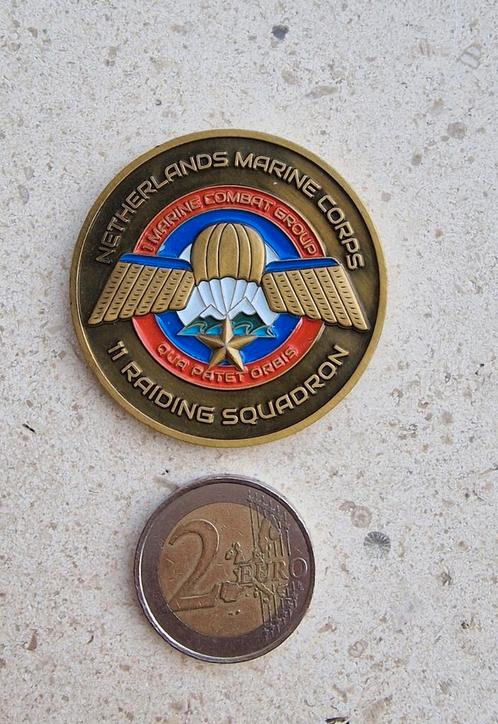 NETHERLANDS MARINE CORPS
1 MARINE COMBAT GROUP
QUA PATET ORBIS
11 RAIDING SQUADRON
2 EURO